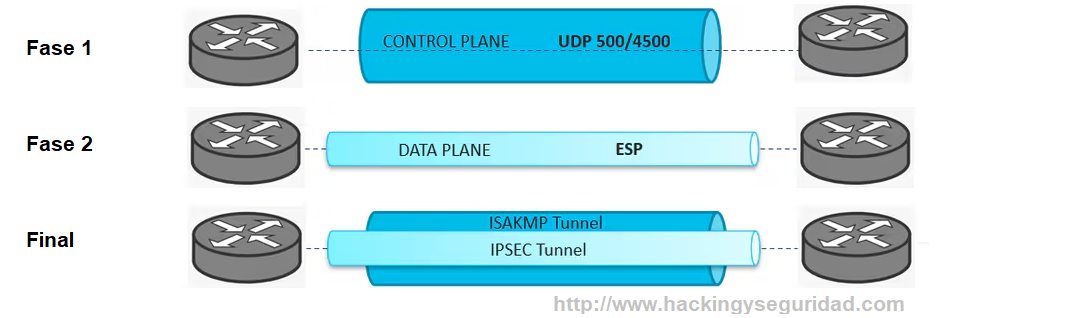 Fase 1
CONTROL PLANE UDP 500/4500
Fase 2
DATA PLANE ESP
Final
ISAKMP Tunnel
IPSEC Tunnel
http://www.hackingyseguridad.com